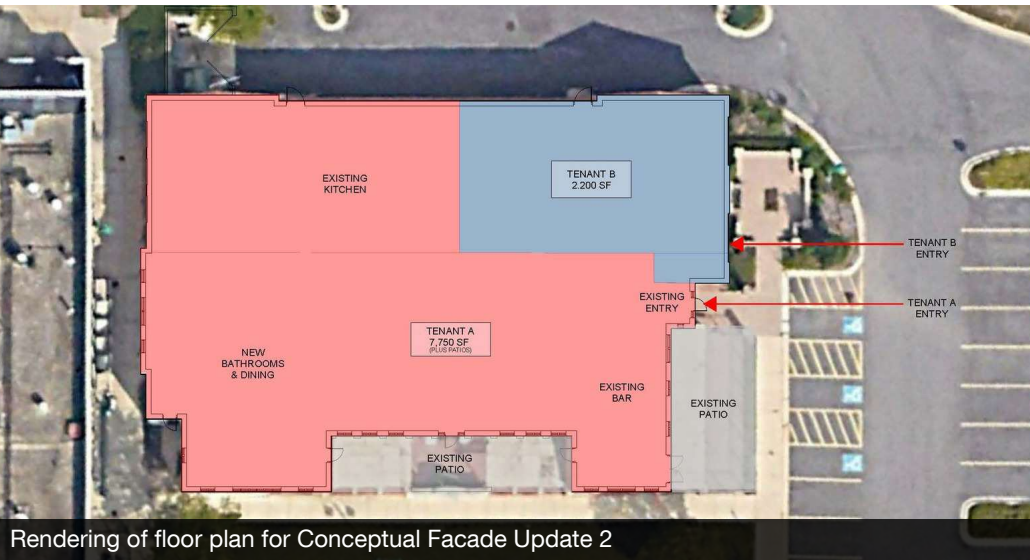 EXISTING
KITCHEN
TENANT B
2.200 SF
TENANT B
ENTRY
EXISTING
ENTRY
TENANT A
ENTRY
TENANT A
7,750 SF
(PLUS PATIOS)
NEW
BATHROOMS
& DINING
EXISTING
BAR
EXISTING
PATIO
EXISTING
PATIO
Rendering of floor plan for Conceptual Facade Update 2